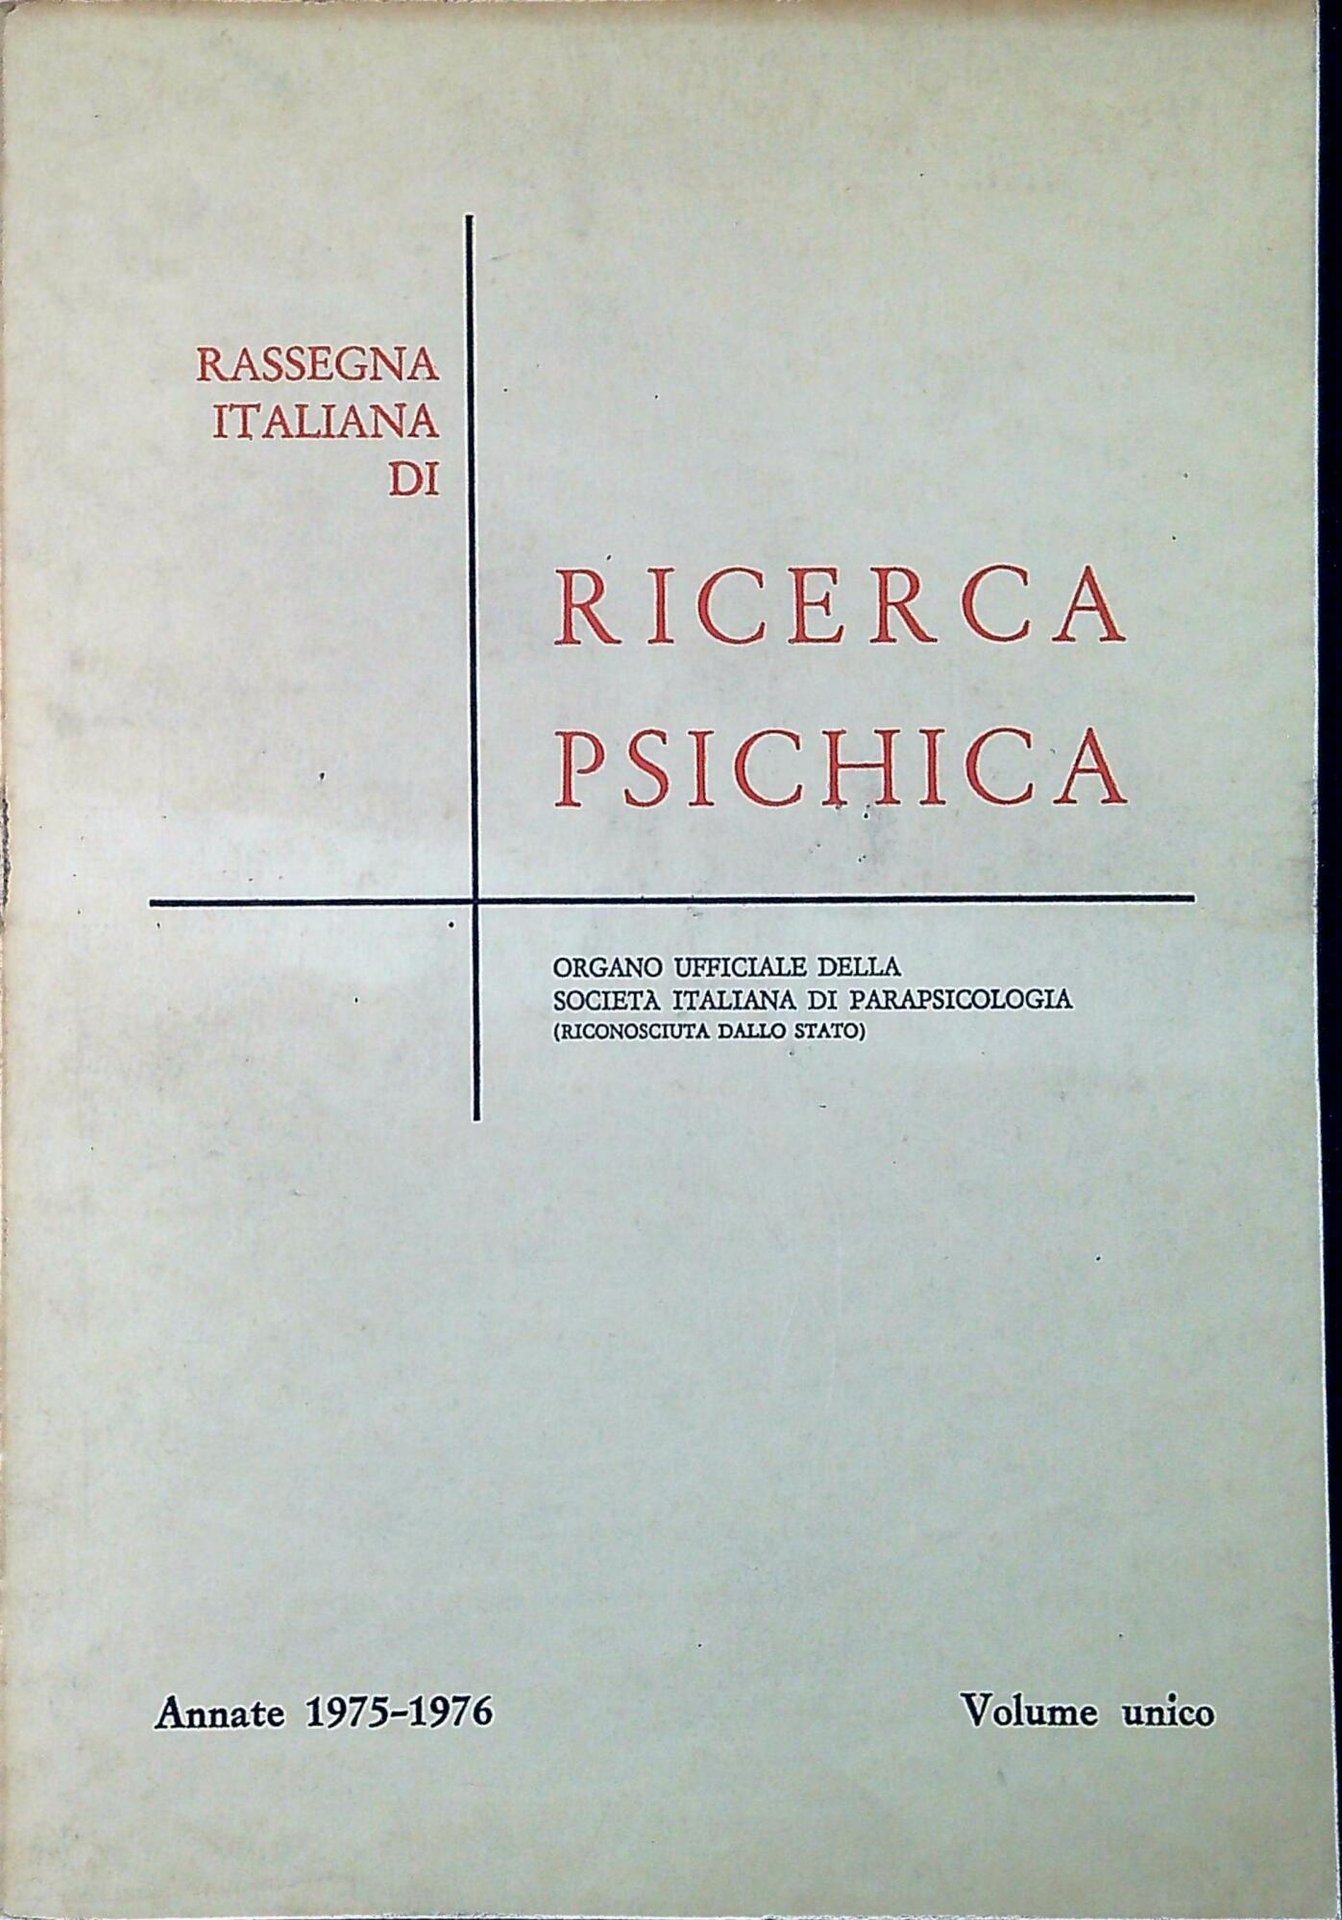 RASSEGNA
ITALIANA
DI
RICERCA
PSICHICA
ORGANO UFFICIALE DELLA
SOCIETÀ ITALIANA DI PARAPSICOLOGIA
(RICONOSCIUTA DALLO STATO)
Annate 1975-1976
Volume unico